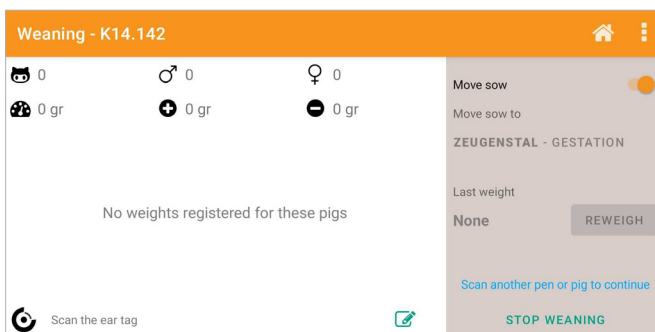 Weaning - K14.142
0 0 0
0 gr 0 gr 0 gr
No weights registered for these pigs
Scan the ear tag
Move sow
Move sow to
ZEUGENSTAL - GESTATION
Last weight
None REWEIGH
Scan another pen or pig to continue
STOP WEANING